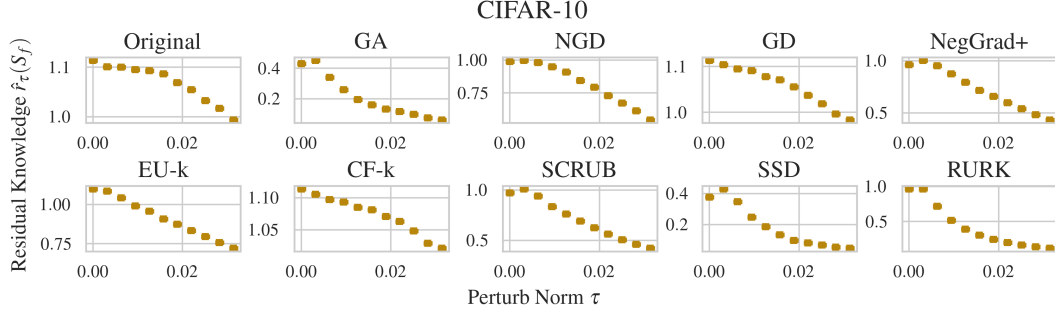 CIFAR-10
Residual Knowledge r̂τ(Sf)
Original GA NGD GD NegGrad+
1.1 0.4 1.00 1.1 1.0
1.0 0.2 0.75 1.0 0.5
0.00 0.02 0.00 0.02 0.00 0.02 0.00 0.02 0.00 0.02
EU-k CF-k SCRUB SSD RURK
1.00 1.10 1.0 0.4 1.0
0.75 1.05 0.5 0.2 0.5
0.00 0.02 0.00 0.02 0.00 0.02 0.00 0.02 0.00 0.02
Perturb Norm τ